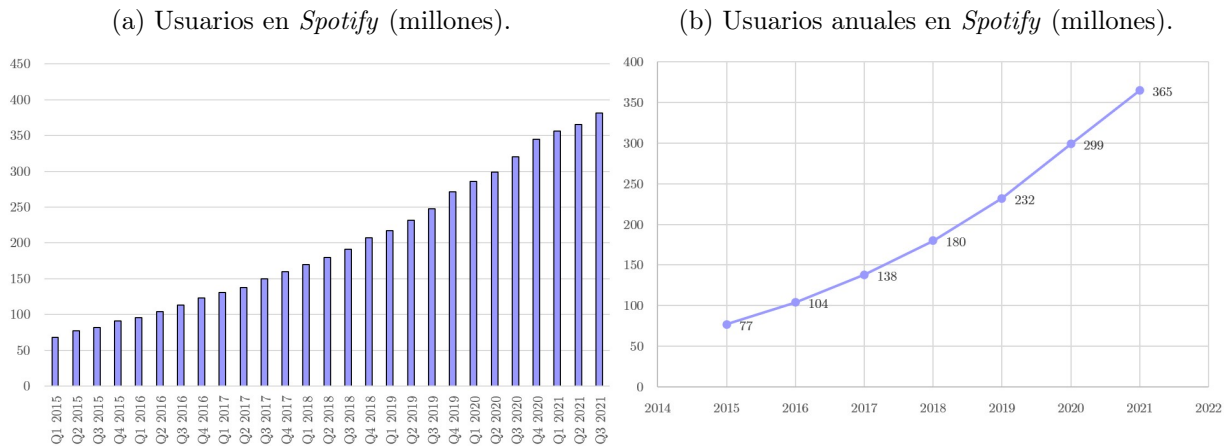 (a) Usuarios en Spotify (millones).
450
400
350
300
250
200
150
100
50
0
Q1 2015
Q2 2015
Q3 2015
Q4 2015
Q1 2016
Q2 2016
Q3 2016
Q4 2016
Q1 2017
Q2 2017
Q3 2017
Q4 2017
Q1 2018
Q2 2018
Q3 2018
Q4 2018
Q1 2019
Q2 2019
Q3 2019
Q4 2019
Q1 2020
Q2 2020
Q3 2020
Q4 2020
Q1 2021
Q2 2021
Q3 2021
(b) Usuarios anuales en Spotify (millones).
400
350
300
250
200
150
100
50
0
77
104
138
180
232
299
365
2014
2015
2016
2017
2018
2019
2020
2021
2022